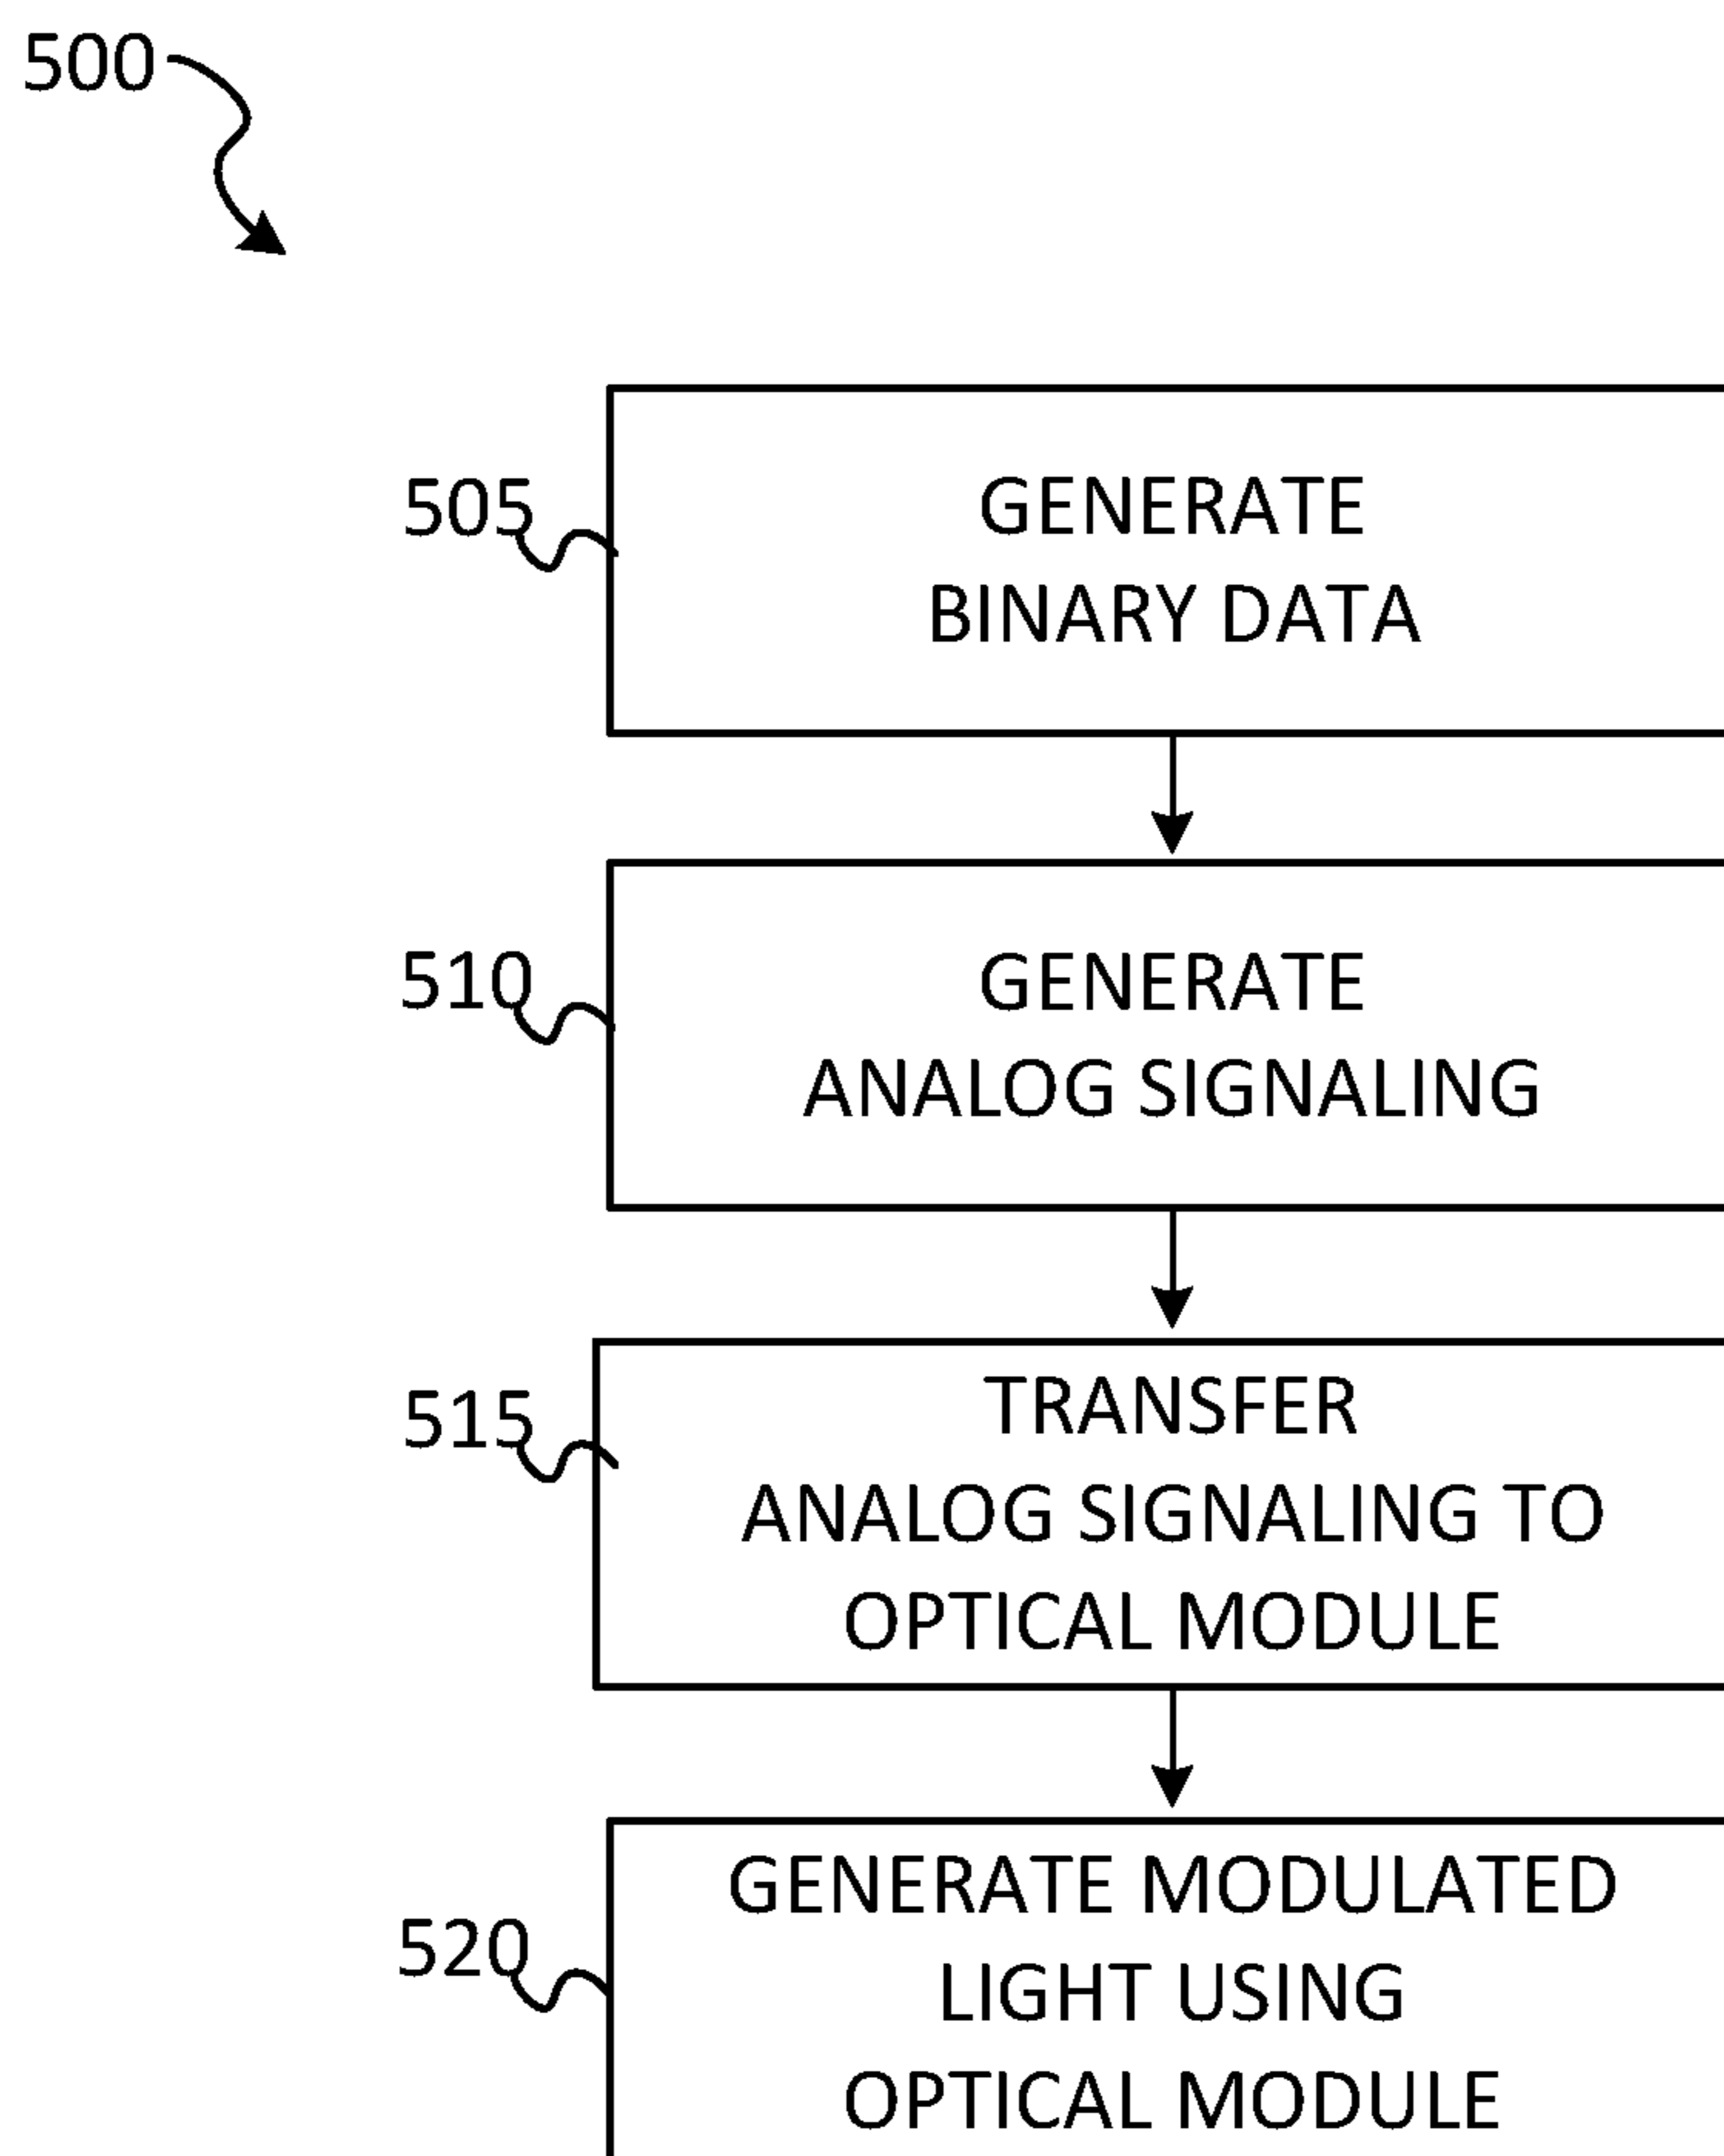 500
505
GENERATE
BINARY DATA
510
GENERATE
ANALOG SIGNALING
515
TRANSFER
ANALOG SIGNALING TO
OPTICAL MODULE
520
GENERATE MODULATED
LIGHT USING
OPTICAL MODULE